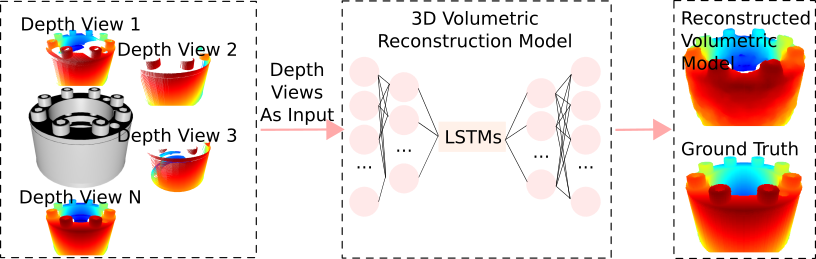 Depth View 1
Depth View 2
Depth View 3
Depth View N
Depth
Views
As Input
3D Volumetric
Reconstruction Model
...
...
LSTMs
...
...
Reconstructed
Volumetric
Model
Ground Truth